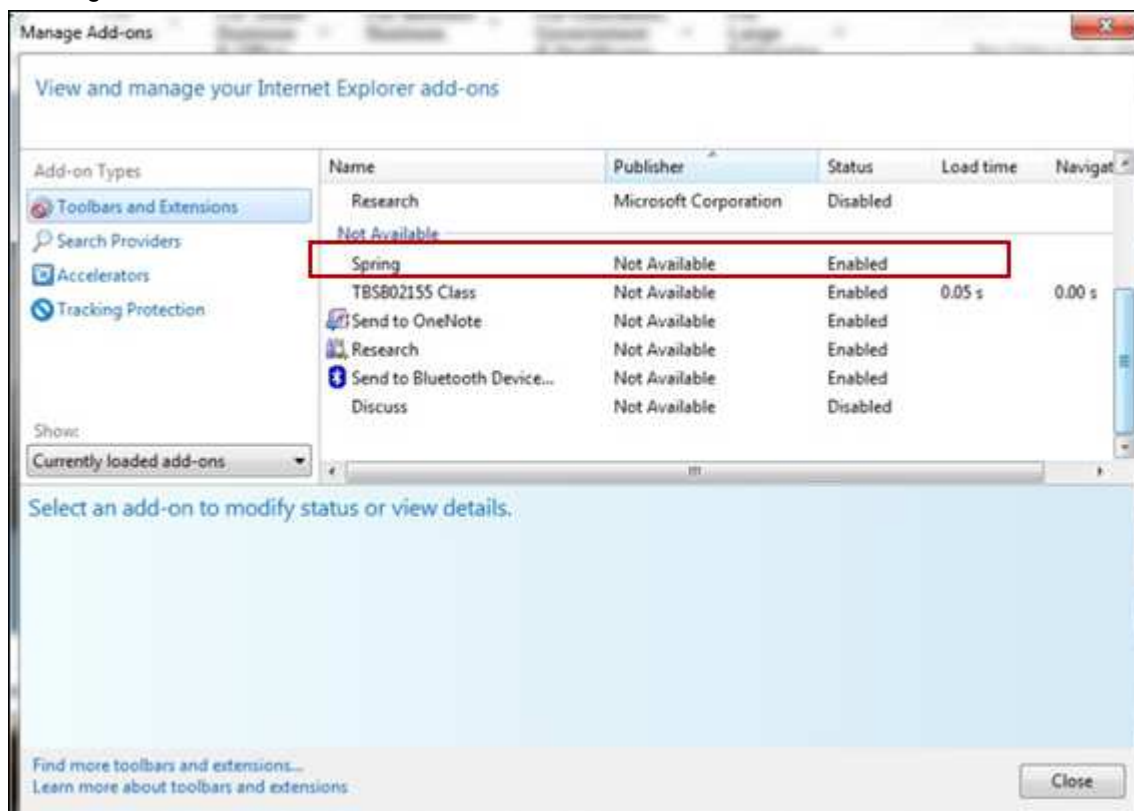 Manage Add-ons
View and manage your Internet Explorer add-ons
Add-on Types
Toolbars and Extensions
Search Providers
Accelerators
Tracking Protection
Show:
Currently loaded add-ons
Name Publisher Status Load time Navigat
Research Microsoft Corporation Disabled
Not Available
Spring Not Available Enabled
TBSB02155 Class Not Available Enabled 0.05 s 0.00 s
Send to OneNote Not Available Enabled
Research Not Available Enabled
Send to Bluetooth Device... Not Available Enabled
Discuss Not Available Disabled
Select an add-on to modify status or view details.
Find more toolbars and extensions...
Learn more about toolbars and extensions
Close